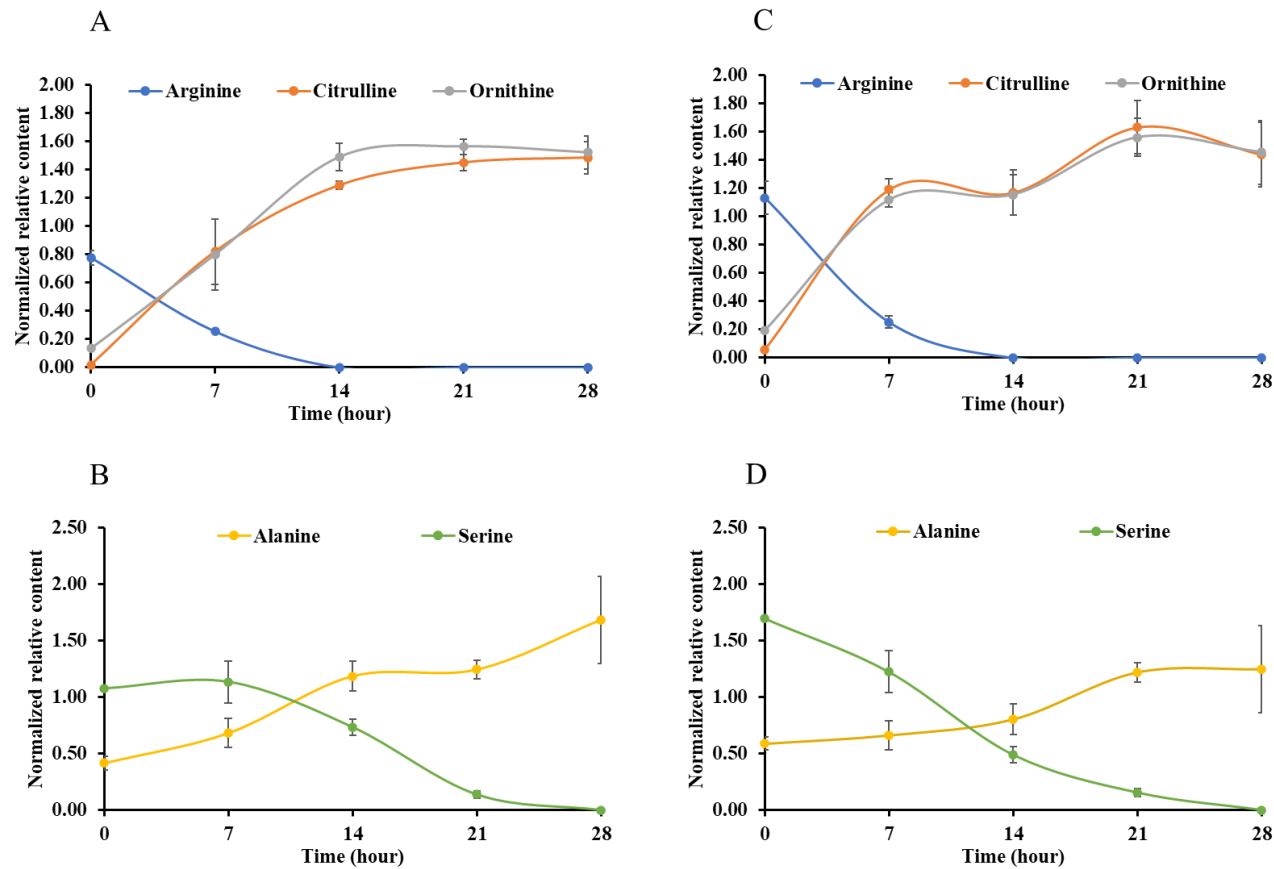 A
Arginine Citrulline Ornithine
Normalized relative content
2.00
1.80
1.60
1.40
1.20
1.00
0.80
0.60
0.40
0.20
0.00
0 7 14 21 28
Time (hour)
C
Arginine Citrulline Ornithine
Normalized relative content
2.00
1.80
1.60
1.40
1.20
1.00
0.80
0.60
0.40
0.20
0.00
0 7 14 21 28
Time (hour)
B
Alanine Serine
Normalized relative content
2.50
2.00
1.50
1.00
0.50
0.00
0 7 14 21 28
Time (hour)
D
Alanine Serine
Normalized relative content
2.50
2.00
1.50
1.00
0.50
0.00
0 7 14 21 28
Time (hour)